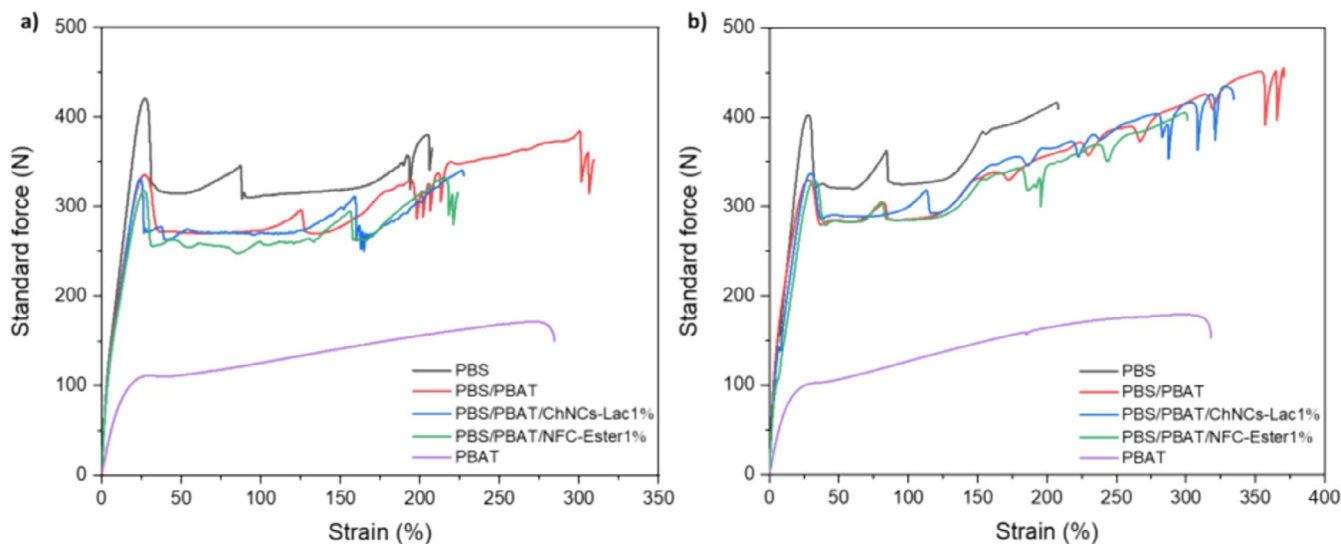 a)
500
400
300
200
100
0
Standard force (N)
0 50 100 150 200 250 300 350
Strain (%)
PBS
PBS/PBAT
PBS/PBAT/ChNCs-Lac1%
PBS/PBAT/NFC-Ester1%
PBAT
b)
500
400
300
200
100
0
Standard force (N)
0 50 100 150 200 250 300 350 400
Strain (%)
PBS
PBS/PBAT
PBS/PBAT/ChNCs-Lac1%
PBS/PBAT/NFC-Ester1%
PBAT